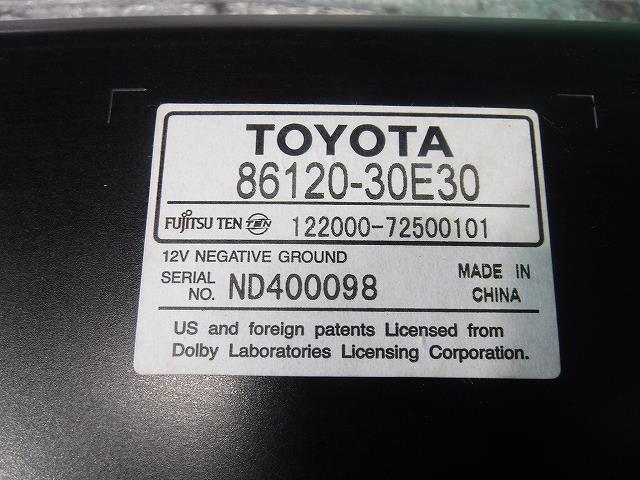 TOYOTA
86120-30E30
FUJITSU TEN TEN 122000-72500101
12V NEGATIVE GROUND
SERIAL NO. ND400098
MADE IN CHINA
US and foreign patents Licensed from
Dolby Laboratories Licensing Corporation.